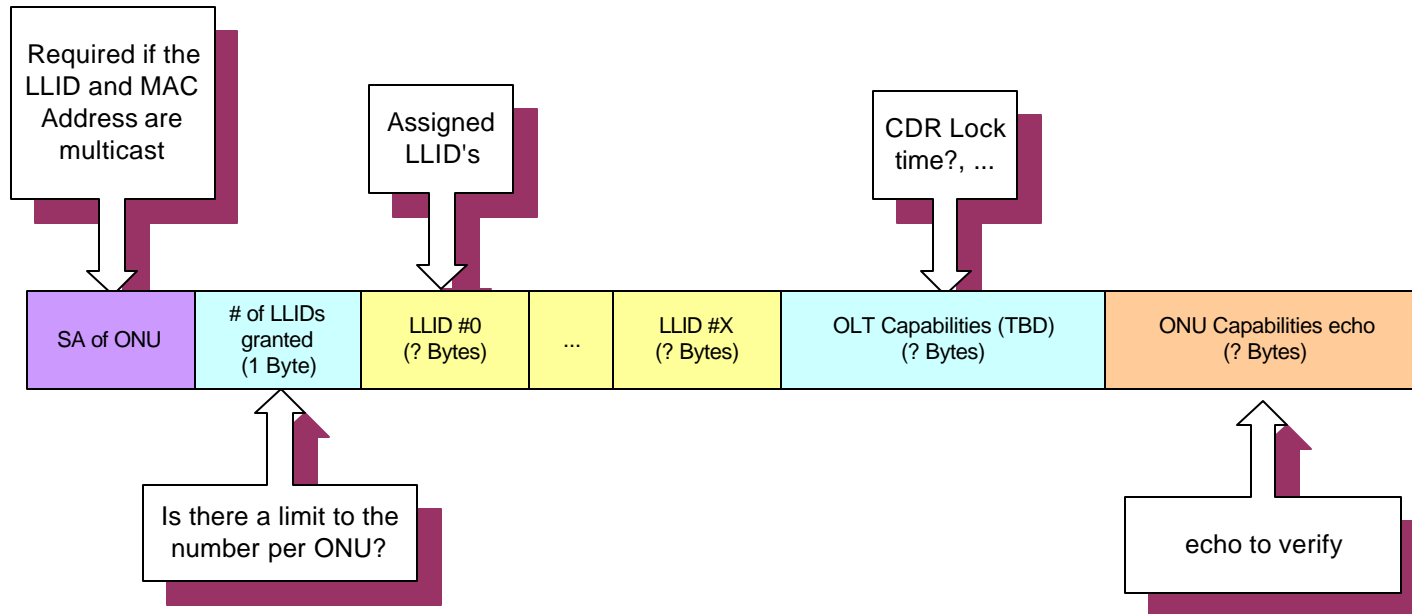 Required if the
LLID and MAC
Address are
multicast
Assigned
LLID's
CDR Lock
time?, ...
SA of ONU
# of LLIDs
granted
(1 Byte)
LLID #0
(? Bytes)
...
LLID #X
(? Bytes)
OLT Capabilities (TBD)
(? Bytes)
ONU Capabilities echo
(? Bytes)
Is there a limit to the
number per ONU?
echo to verify